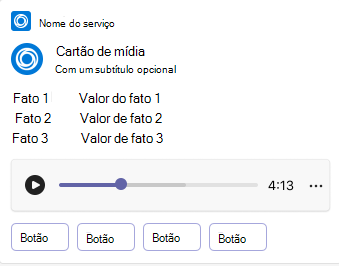 Nome do serviço
Cartão de mídia
Com um subtítulo opcional
Fato 1 Valor do fato 1
Fato 2 Valor de fato 2
Fato 3 Valor de fato 3
4:13
Botão Botão Botão Botão